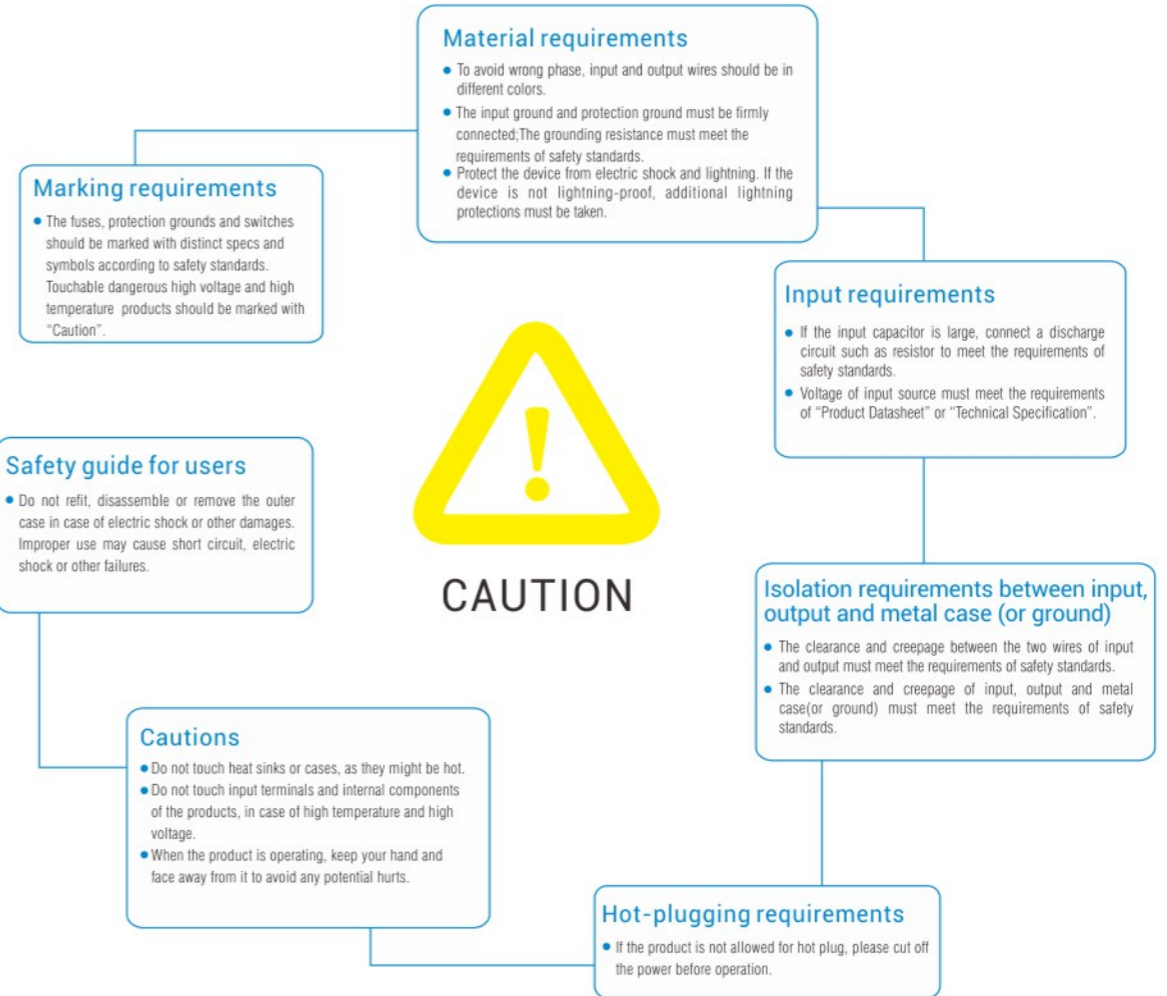 Material requirements
To avoid wrong phase, input and output wires should be in
different colors.
The input ground and protection ground must be firmly
connected;The grounding resistance must meet the
requirements of safety standards.
Protect the device from electric shock and lightning. If the
device is not lightning-proof, additional lightning
protections must be taken.
Marking requirements
The fuses, protection grounds and switches
should be marked with distinct specs and
symbols according to safety standards.
Touchable dangerous high voltage and high
temperature products should be marked with
“Caution”.
Input requirements
If the input capacitor is large, connect a discharge
circuit such as resistor to meet the requirements of
safety standards.
Voltage of input source must meet the requirements
of “Product Datasheet” or “Technical Specification”.
Safety guide for users
Do not refit, disassemble or remove the outer
case in case of electric shock or other damages.
Improper use may cause short circuit, electric
shock or other failures.
CAUTION
Isolation requirements between input,
output and metal case (or ground)
The clearance and creepage between the two wires of input
and output must meet the requirements of safety standards.
The clearance and creepage of input, output and metal
case(or ground) must meet the requirements of safety
standards.
Cautions
Do not touch heat sinks or cases, as they might be hot.
Do not touch input terminals and internal components
of the products, in case of high temperature and high
voltage.
When the product is operating, keep your hand and
face away from it to avoid any potential hurts.
Hot-plugging requirements
If the product is not allowed for hot plug, please cut off
the power before operation.